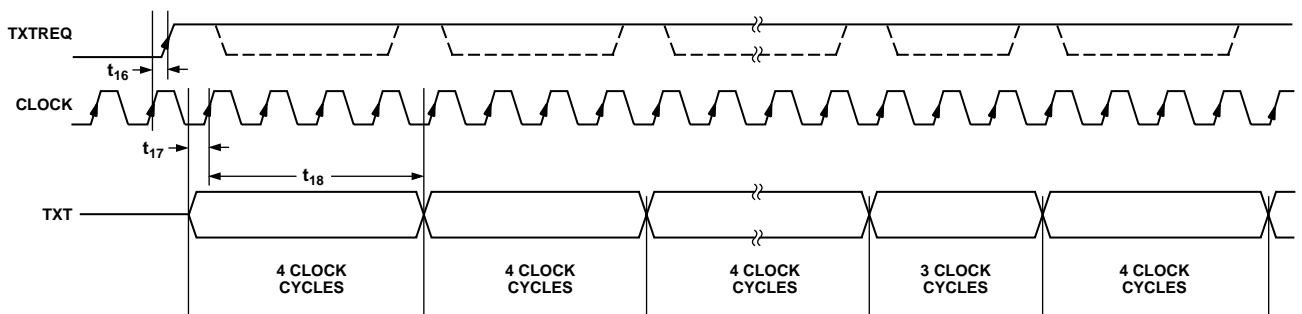 TXTREQ
t16
CLOCK
t17
t18
TXT
4 CLOCK
CYCLES
4 CLOCK
CYCLES
4 CLOCK
CYCLES
3 CLOCK
CYCLES
4 CLOCK
CYCLES